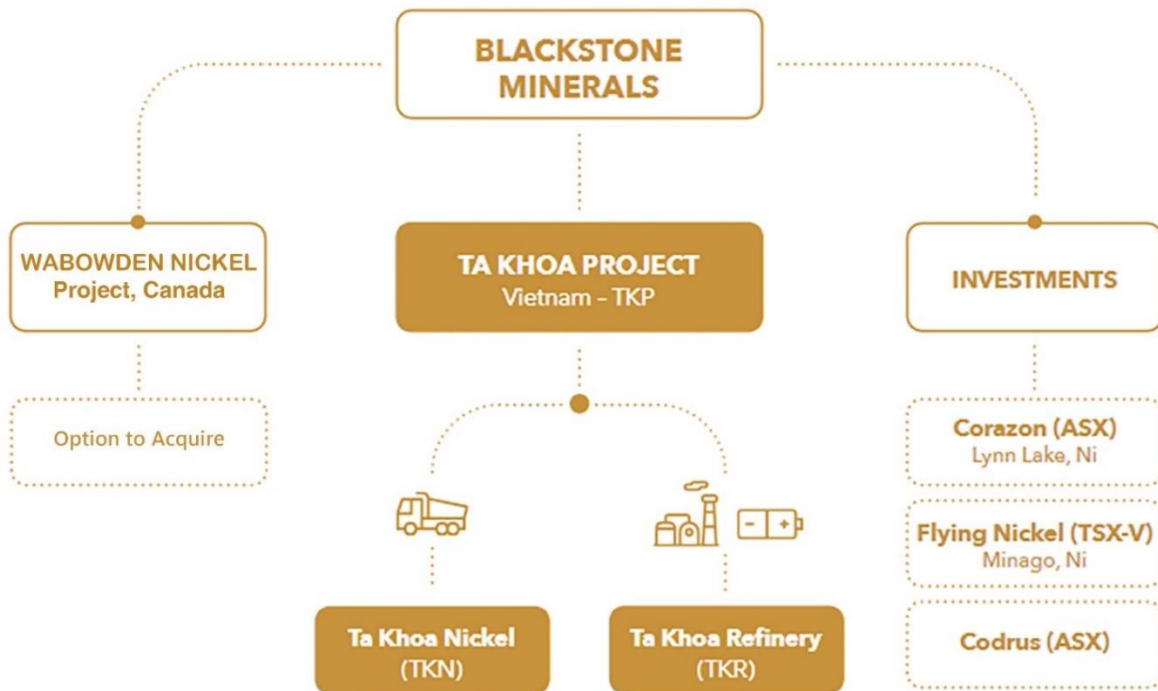 BLACKSTONE
MINERALS
WABOWDEN NICKEL
Project, Canada
Option to Acquire
TA KHOA PROJECT
Vietnam – TKP
Ta Khoa Nickel
(TKN)
Ta Khoa Refinery
(TKR)
INVESTMENTS
Corazon (ASX)
Lynn Lake, Ni
Flying Nickel (TSX-V)
Minago, Ni
Codrus (ASX)